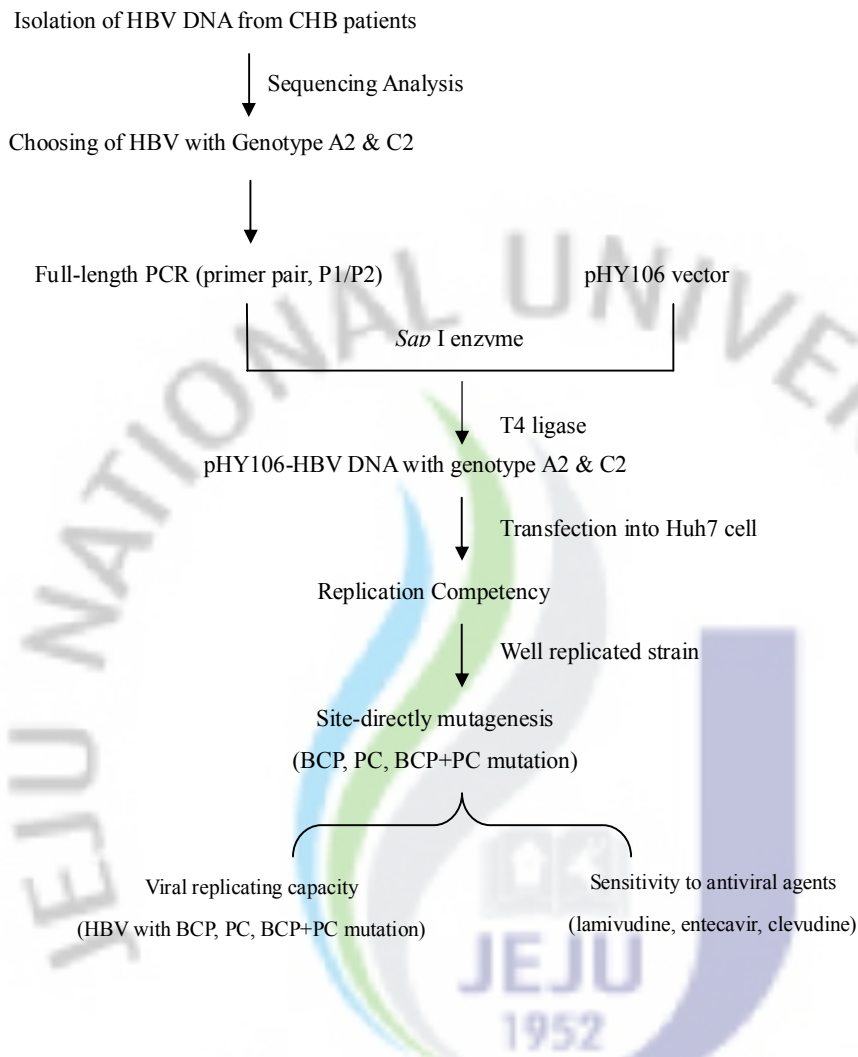 Isolation of HBV DNA from CHB patients
Sequencing Analysis
Choosing of HBV with Genotype A2 & C2
Full-length PCR (primer pair, P1/P2)
pHY106 vector
Sap I enzyme
T4 ligase
pHY106-HBV DNA with genotype A2 & C2
Transfection into Huh7 cell
Replication Competency
Well replicated strain
Site-directly mutagenesis
(BCP, PC, BCP+PC mutation)
Viral replicating capacity
(HBV with BCP, PC, BCP+PC mutation)
Sensitivity to antiviral agents
(lamivudine, entecavir, clevudine)
JEJU NATIONAL UNIVER
JEJU
1952